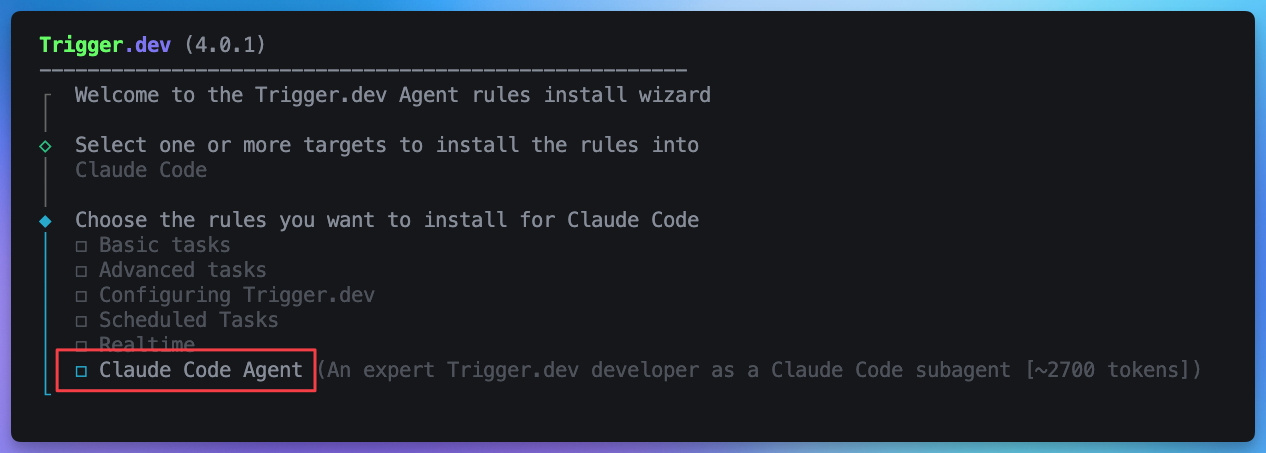 Trigger.dev (4.0.1)
Welcome to the Trigger.dev Agent rules install wizard
Select one or more targets to install the rules into
Claude Code
Choose the rules you want to install for Claude Code
Basic tasks
Advanced tasks
Configuring Trigger.dev
Scheduled Tasks
Realtime
Claude Code Agent (An expert Trigger.dev developer as a Claude Code subagent [~2700 tokens])